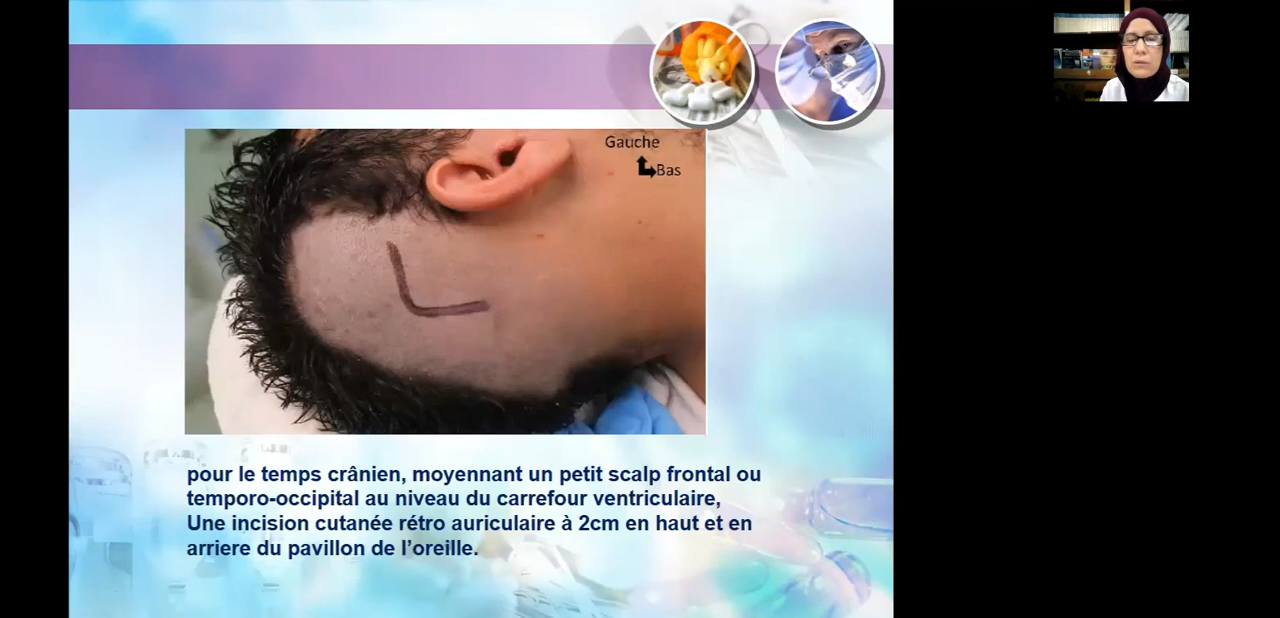 Gauche
Bas
pour le temps crânien, moyennant un petit scalp frontal ou
temporo-occipital au niveau du carrefour ventriculaire,
Une incision cutanée rétro auriculaire à 2cm en haut et en
arriere du pavillon de l’oreille.